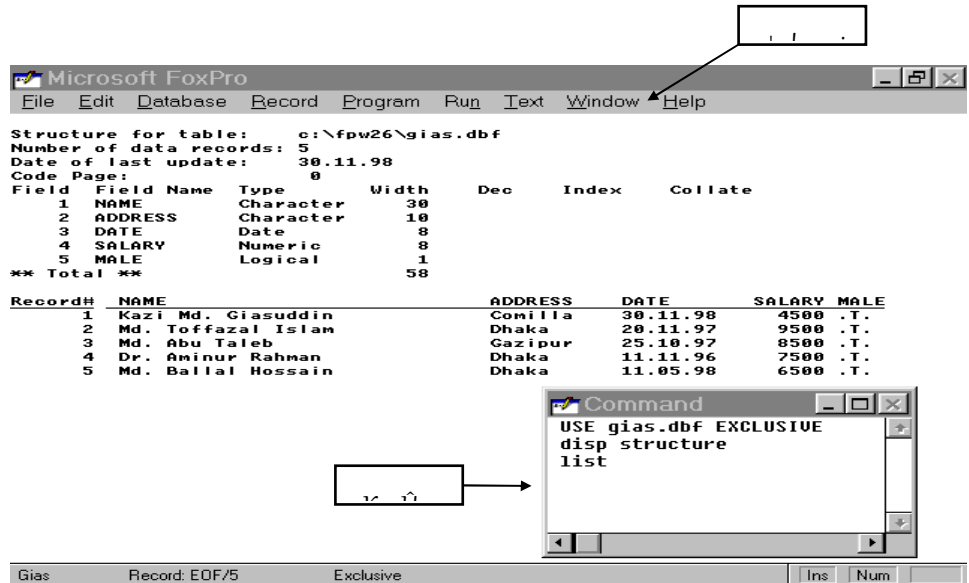 Microsoft FoxPro
File Edit Database Record Program Run Text Window Help
Structure for table: c:\fpw26\gias.dbf
Number of data records: 5
Date of last update: 30.11.98
Code Page: 0
Field Field Name Type Width Dec Index Collate
1 NAME Character 30
2 ADDRESS Character 10
3 DATE Date 8
4 SALARY Numeric 8
5 MALE Logical 1
** Total ** 58
Record# NAME ADDRESS DATE SALARY MALE
1 Kazi Md. Giasuddin Comilla 30.11.98 4500 .T.
2 Md. Toffazal Islam Dhaka 20.11.97 9500 .T.
3 Md. Abu Taleb Gazipur 25.10.97 8500 .T.
4 Dr. Aminur Rahman Dhaka 11.11.96 7500 .T.
5 Md. Ballal Hossain Dhaka 11.05.98 6500 .T.
Command
USE gias.dbf EXCLUSIVE
disp structure
list
Gias Record: EOF/5 Exclusive Ins Num